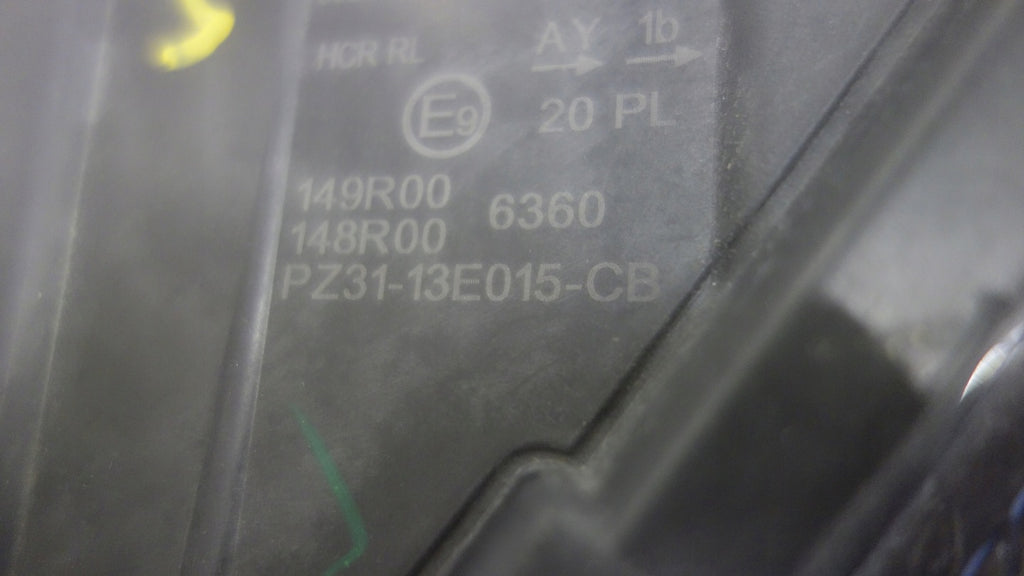 HCR RL AY 1b
E9 20 PL
149R00 6360
148R00
PZ31-13E015-CB